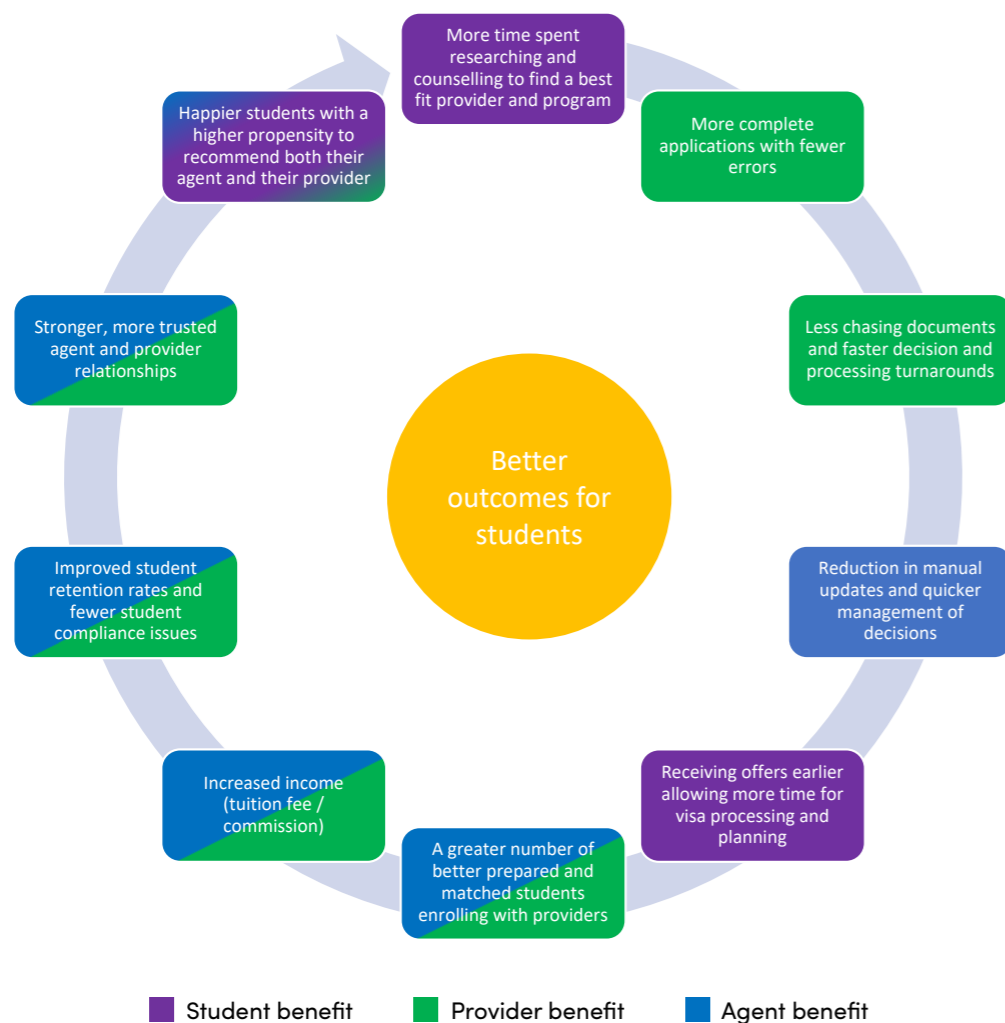 More time spent
researching and
counselling to find a best
fit provider and program
More complete
applications with fewer
errors
Less chasing documents
and faster decision and
processing turnarounds
Reduction in manual
updates and quicker
management of
decisions
Receiving offers earlier
allowing more time for
visa processing and
planning
A greater number of
better prepared and
matched students
enrolling with providers
Increased income
(tuition fee /
commission)
Improved student
retention rates and
fewer student
compliance issues
Stronger, more trusted
agent and provider
relationships
Happier students with a
higher propensity to
recommend both their
agent and their provider
Better
outcomes for
students
Student benefit
Provider benefit
Agent benefit